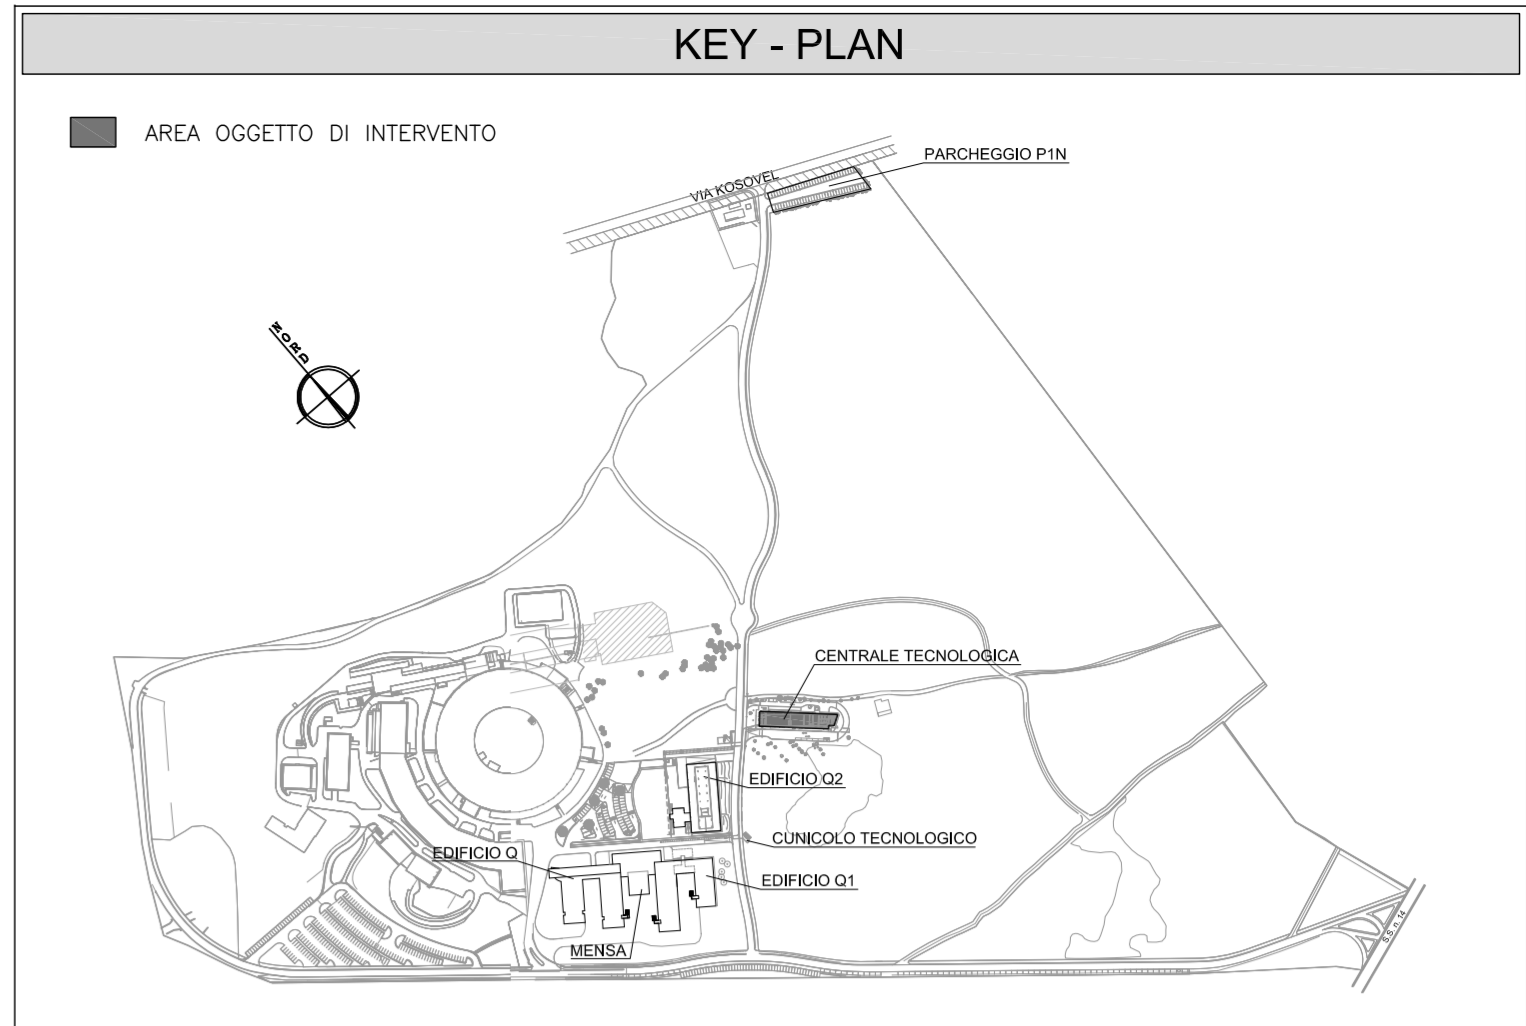 KEY - PLAN
AREA OGGETTO DI INTERVENTO
PARCHEGGIO P1N
VIA KOSOVEL
NORD
CENTRALE TECNOLOGICA
EDIFICIO Q2
CUNICOLO TECNOLOGICO
EDIFICIO Q
EDIFICIO Q1
MENSA
S.S. n. 14